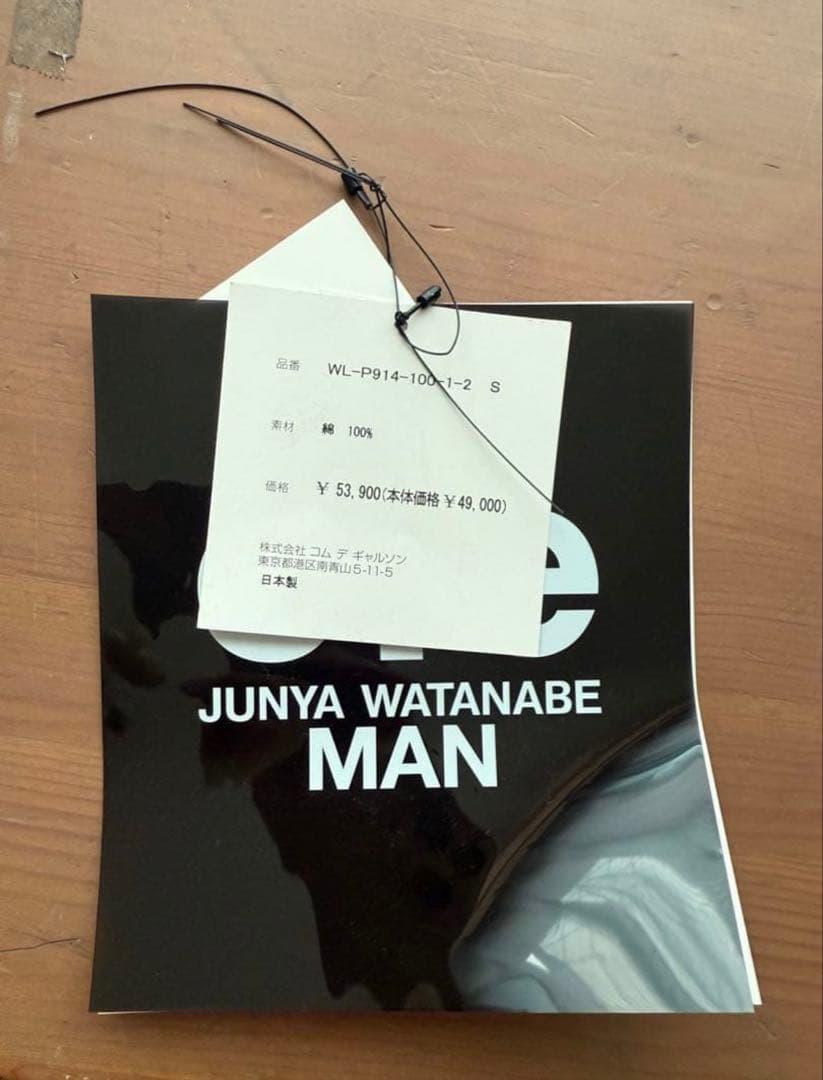 品番 WL-P914-100-1-2 S
素材 綿 100%
価格 ¥ 53,900(本体価格 ¥49,000)
株式会社 コム デ ギャルソン
東京都港区南青山5-11-5
日本製
JUNYA WATANABE
MAN